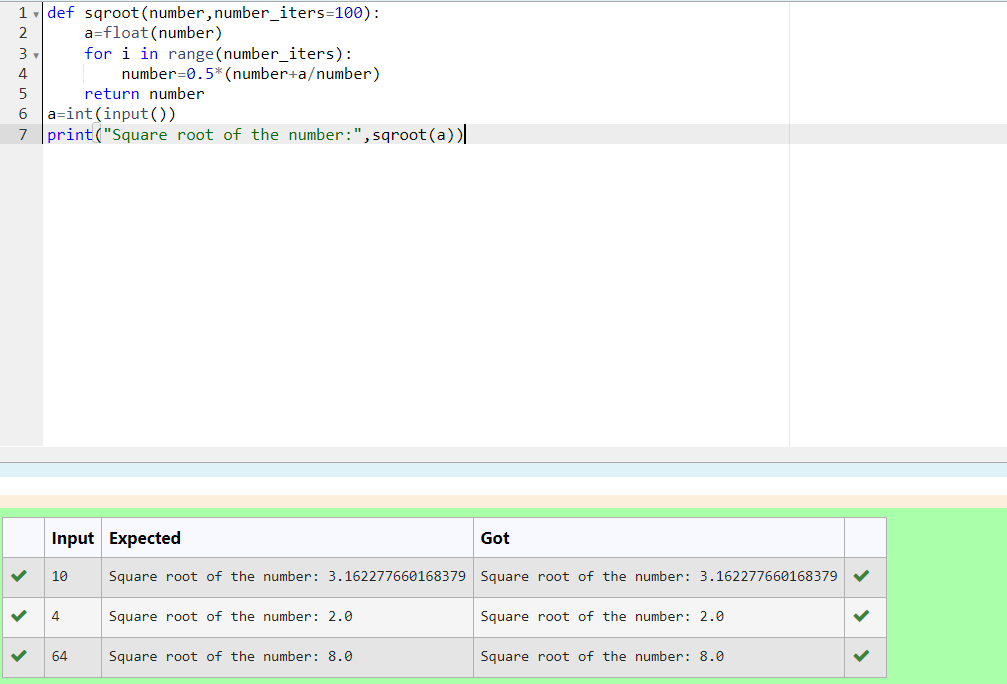 1 def sqroot(number,number_iters=100):
2     a=float(number)
3     for i in range(number_iters):
4         number=0.5*(number+a/number)
5     return number
6 a=int(input())
7 print("Square root of the number:",sqroot(a))
Input Expected Got
10 Square root of the number: 3.162277660168379 Square root of the number: 3.162277660168379
4 Square root of the number: 2.0 Square root of the number: 2.0
64 Square root of the number: 8.0 Square root of the number: 8.0